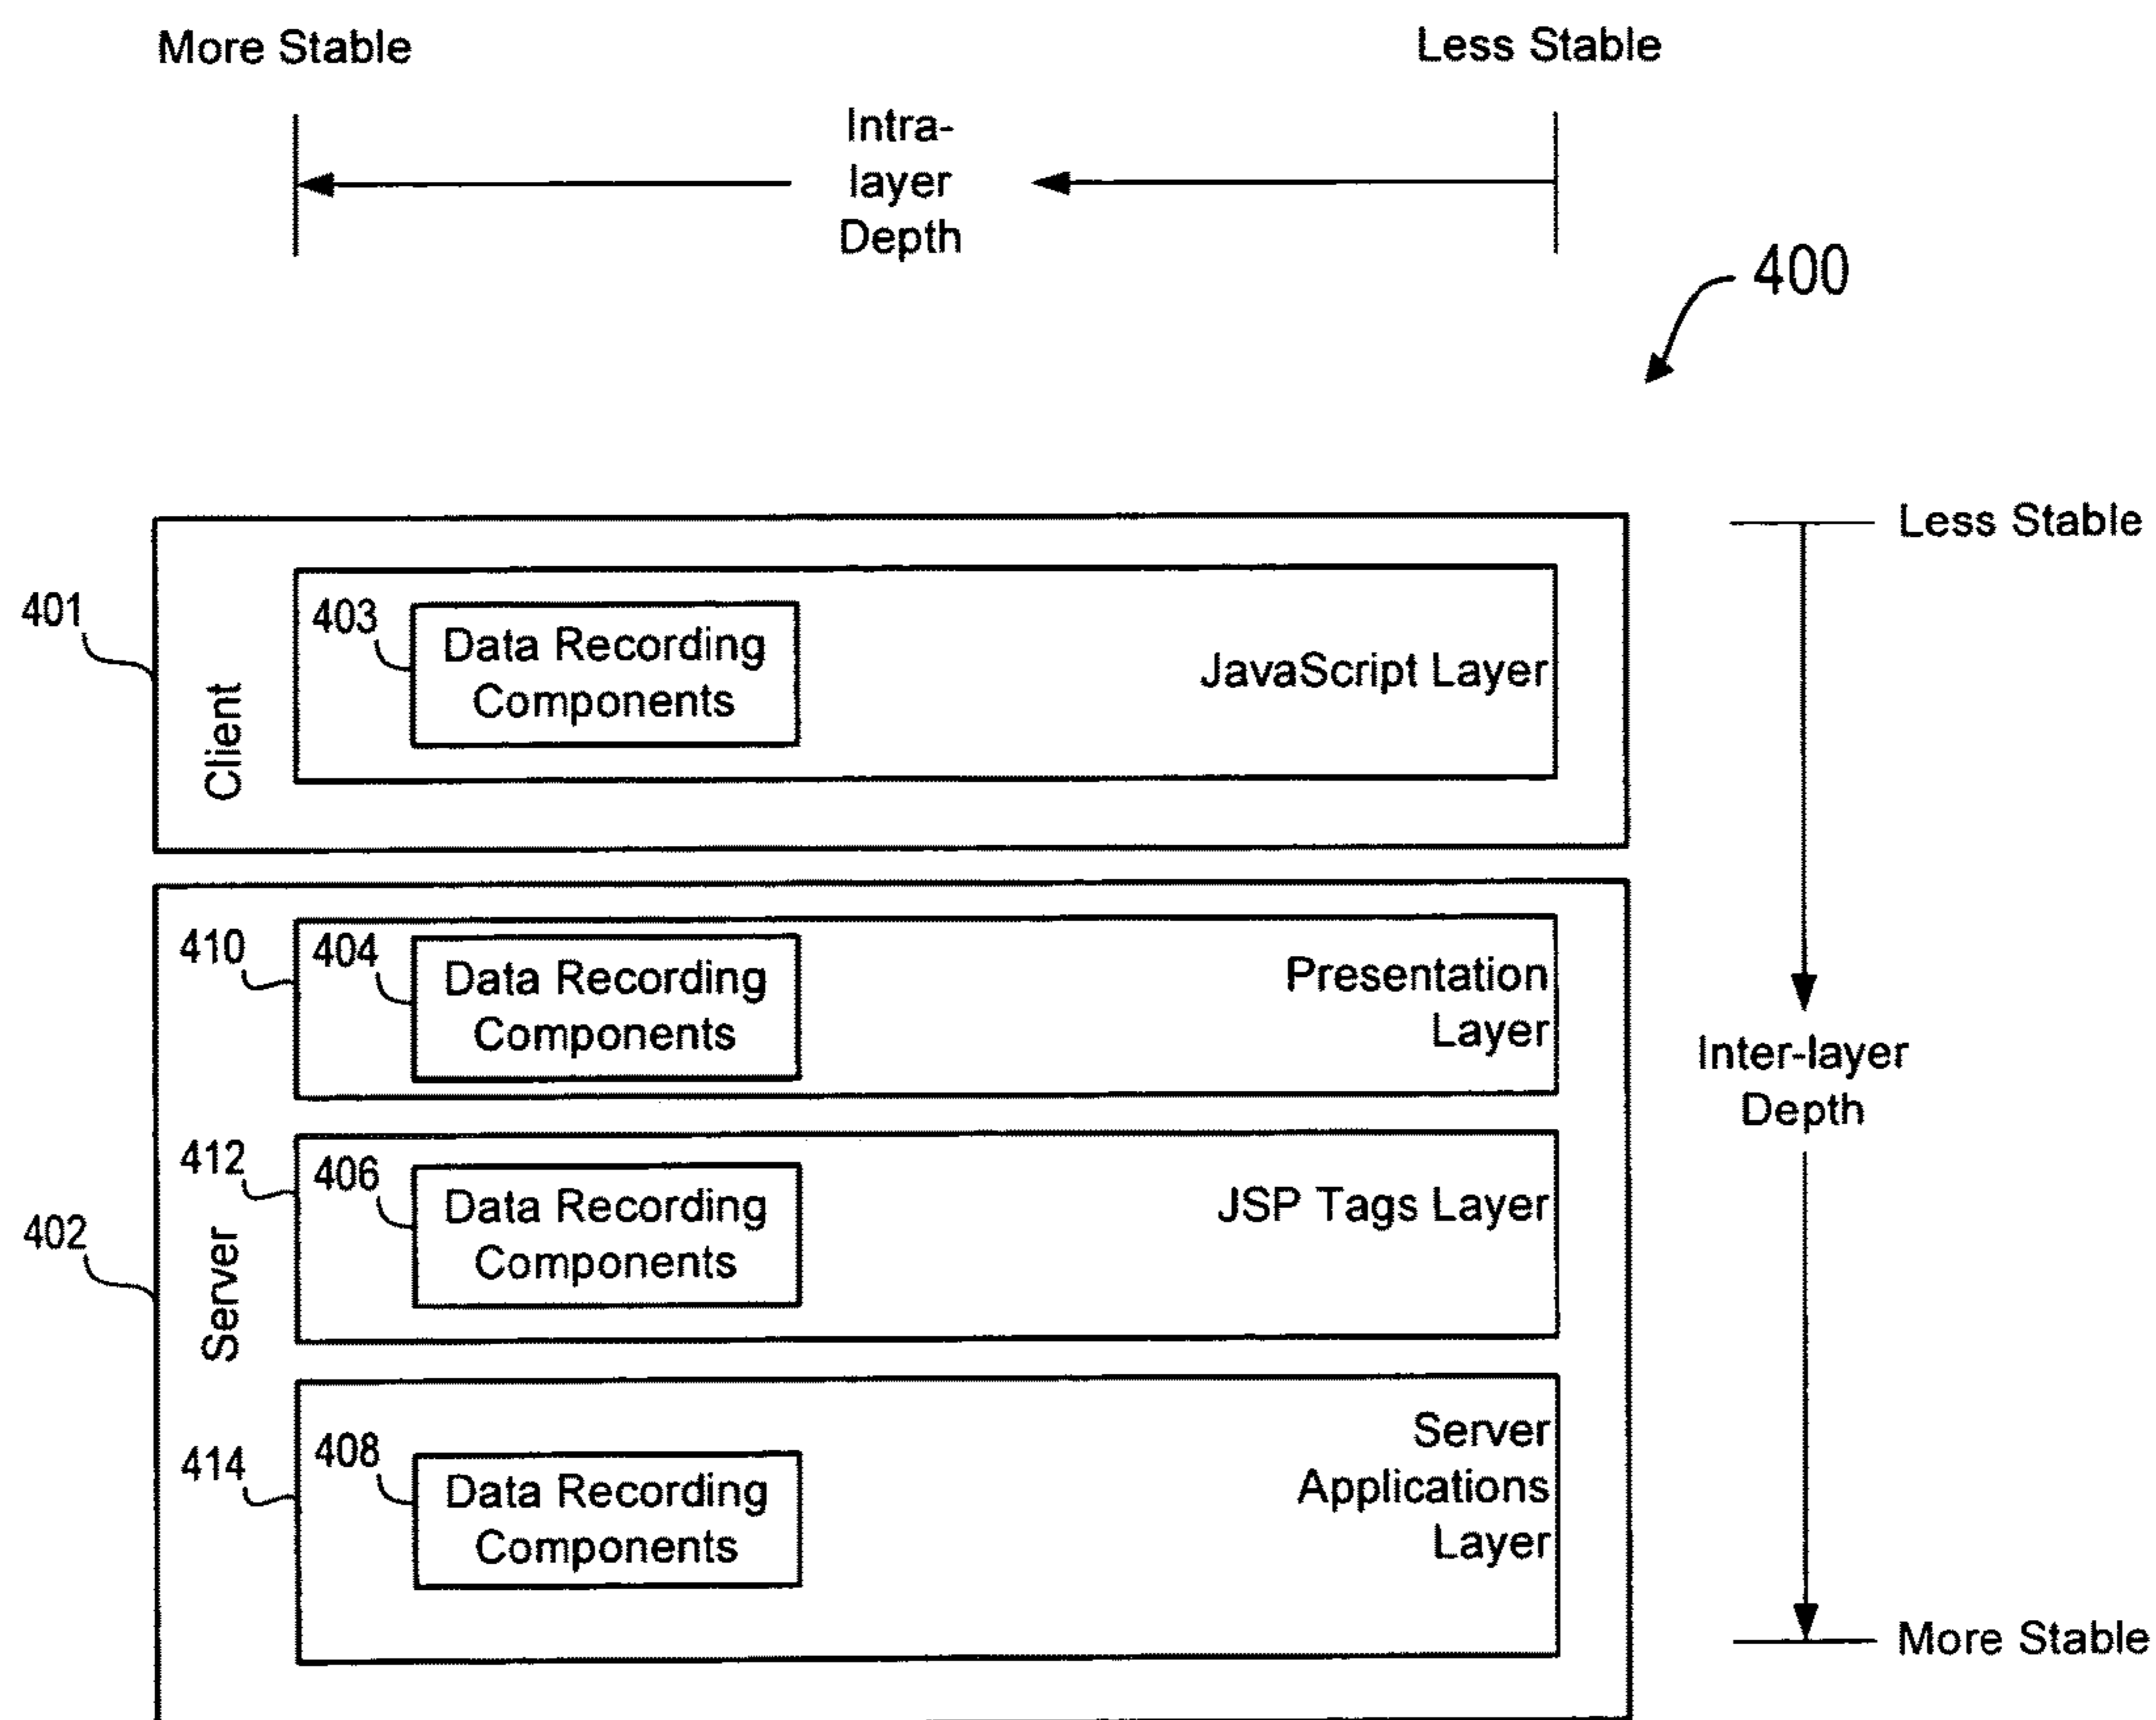 More Stable
Less Stable
Intra-
layer
Depth
400
Less Stable
401
Client
403
Data Recording
Components
JavaScript Layer
402
Server
410
404
Data Recording
Components
Presentation
Layer
Inter-layer
Depth
412
406
Data Recording
Components
JSP Tags Layer
414
408
Data Recording
Components
Server
Applications
Layer
More Stable